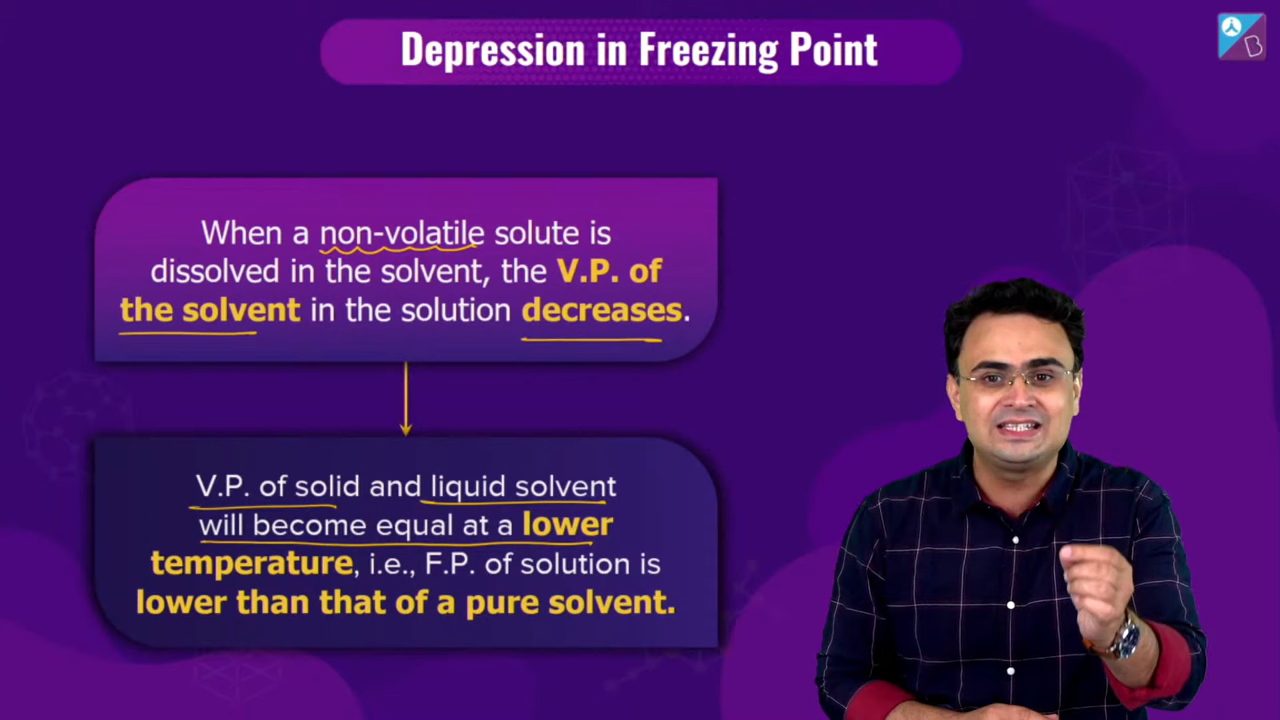 Depression in Freezing Point
When a non-volatile solute is
dissolved in the solvent, the V.P. of
the solvent in the solution decreases.
V.P. of solid and liquid solvent
will become equal at a lower
temperature, i.e., F.P. of solution is
lower than that of a pure solvent.
B